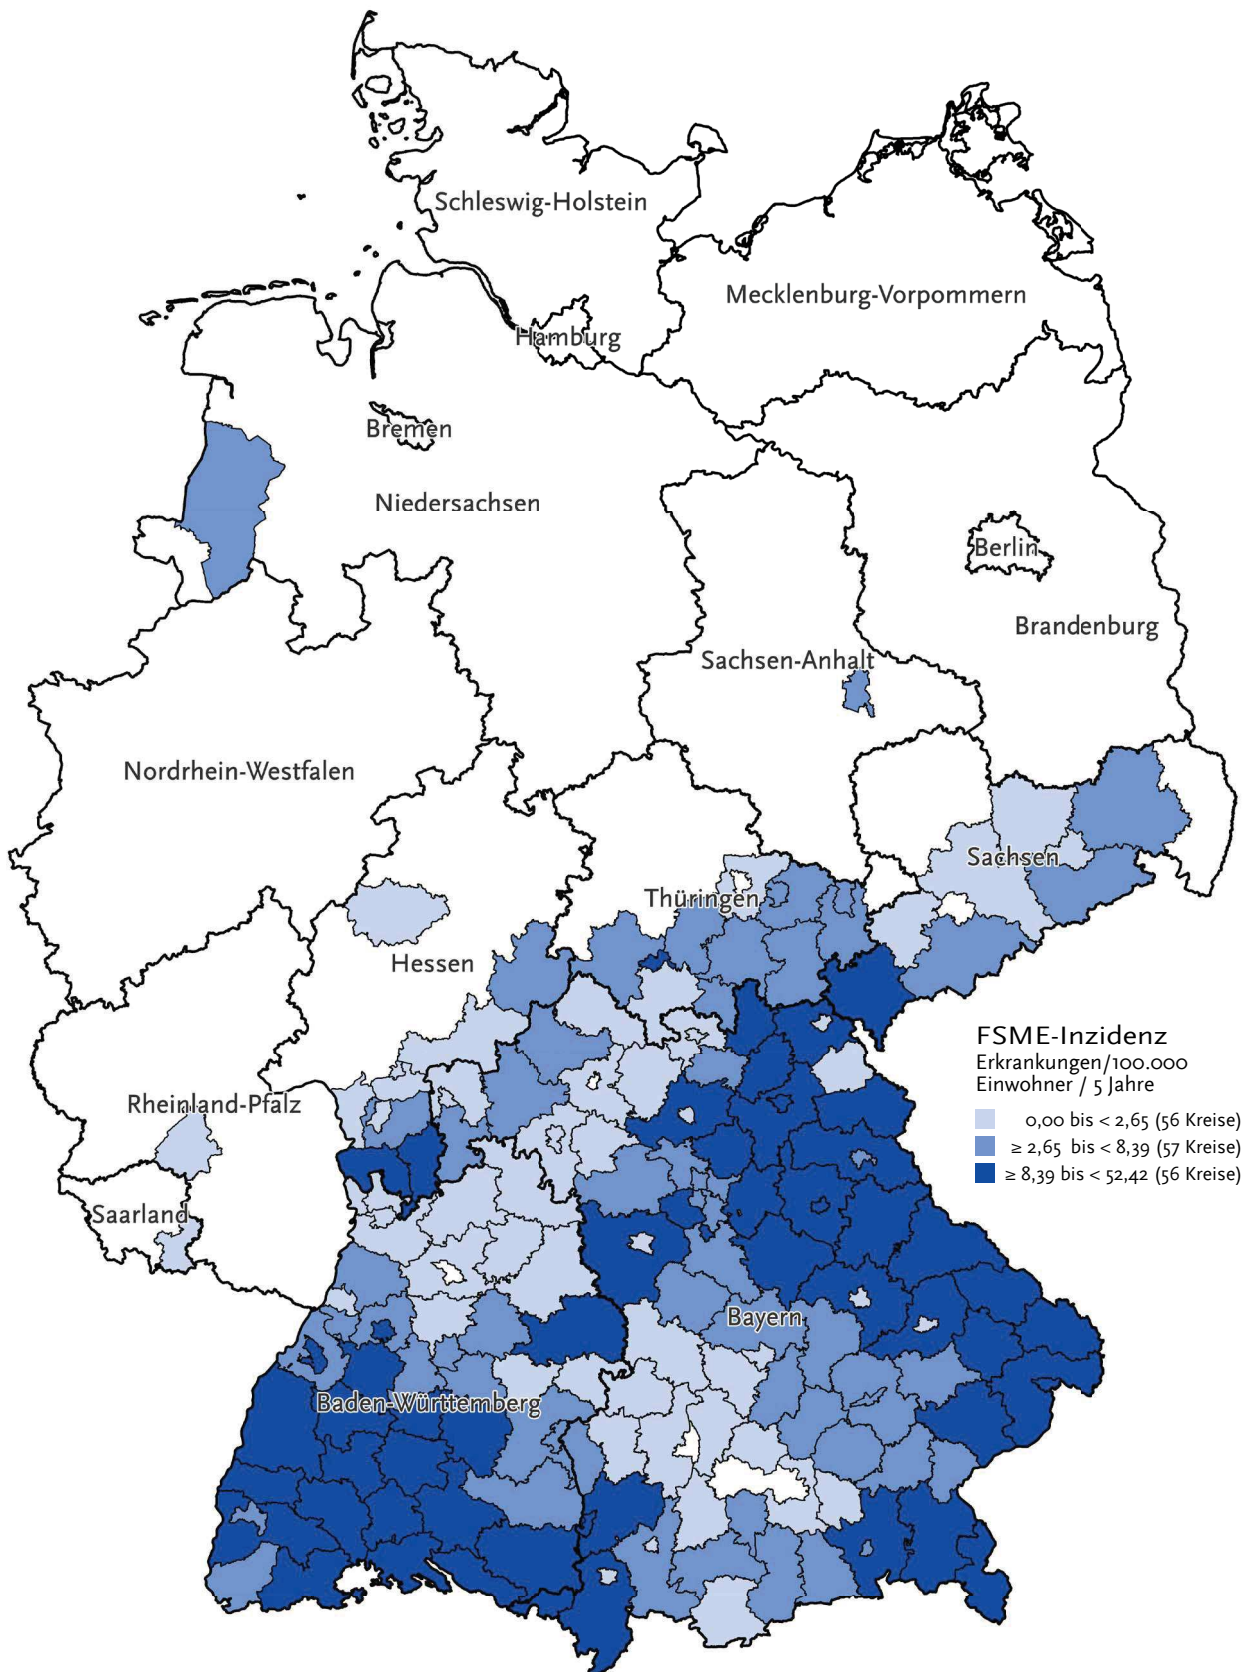 Schleswig-Holstein
Mecklenburg-Vorpommern
Hamburg
Bremen
Niedersachsen
Berlin
Brandenburg
Sachsen-Anhalt
Nordrhein-Westfalen
Sachsen
Thüringen
Hessen
FSME-Inzidenz
Erkrankungen/100.000
Einwohner / 5 Jahre
0,00 bis < 2,65 (56 Kreise)
≥ 2,65 bis < 8,39 (57 Kreise)
≥ 8,39 bis < 52,42 (56 Kreise)
Rheinland-Pfalz
Saarland
Bayern
Baden-Württemberg